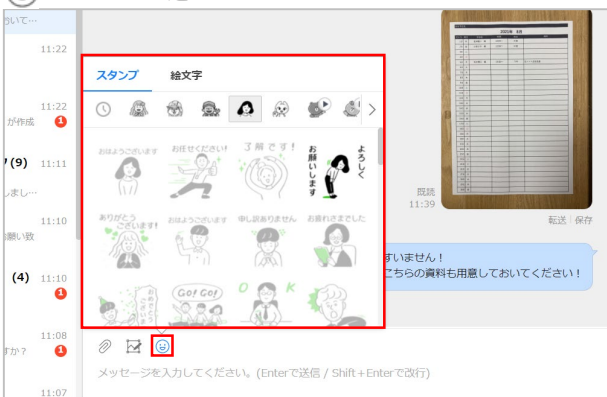 おいて…
11:22
11:22
が作成
1
(9) 11:11
しまし…
11:10
願い致
(4) 11:10
1
11:08
すか？
1
11:07
スタンプ 絵文字
おはようございます
お任せください!
了解です!
よろしく
お願いします
ありがとう
ございます!
おはようございます
申し訳ありません
お疲れさまでした
GO! GO!
O K
2020年
既読
11:39
転送 | 保存
すいません！
こちらの資料も用意しておいてください！
メッセージを入力してください。(Enterで送信 / Shift+Enterで改行)